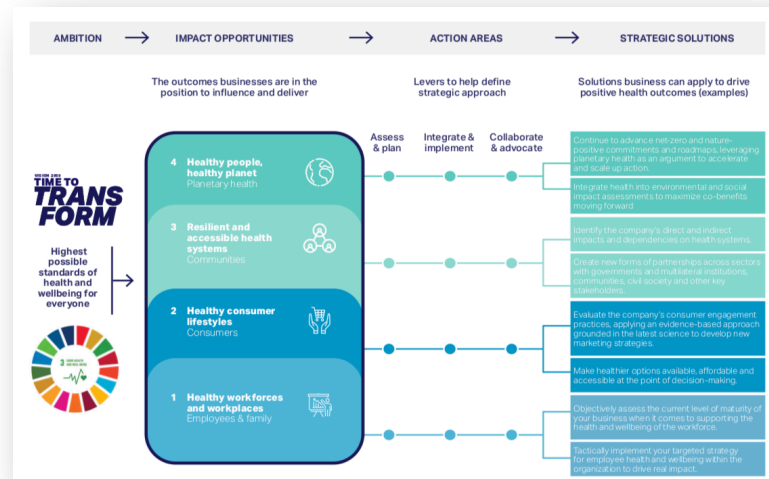 AMBITION
IMPACT OPPORTUNITIES
ACTION AREAS
STRATEGIC SOLUTIONS
The outcomes businesses are in the
position to influence and deliver
Levers to help define
strategic approach
Solutions business can apply to drive
positive health outcomes (examples)
Assess
& plan
Integrate &
implement
Collaborate
& advocate
VISION 2050
TIME TO
TRANS
FORM
Highest
possible
standards of
health and
wellbeing for
everyone
3 GOOD HEALTH
AND WELL-BEING
4 Healthy people,
healthy planet
Planetary health
Continue to advance net-zero and nature-
positive commitments and roadmaps, leveraging
planetary health as an argument to accelerate
and scale up action.
Integrate health into environmental and social
impact assessments to maximize co-benefits
moving forward
3 Resilient and
accessible health
systems
Communities
Identify the company's direct and indirect
impacts and dependencies on health systems.
Create new forms of partnerships across sectors
with governments and multilateral institutions,
communities, civil society and other key
stakeholders.
2 Healthy consumer
lifestyles
Consumers
Evaluate the company's consumer engagement
practices, applying an evidence-based approach
grounded in the latest science to develop new
marketing strategies.
Make healthier options available, affordable and
accessible at the point of decision-making.
1 Healthy workforces
and workplaces
Employees & family
Objectively assess the current level of maturity of
your business when it comes to supporting the
health and wellbeing of the workforce.
Tactically implement your targeted strategy
for employee health and wellbeing within the
organization to drive real impact.